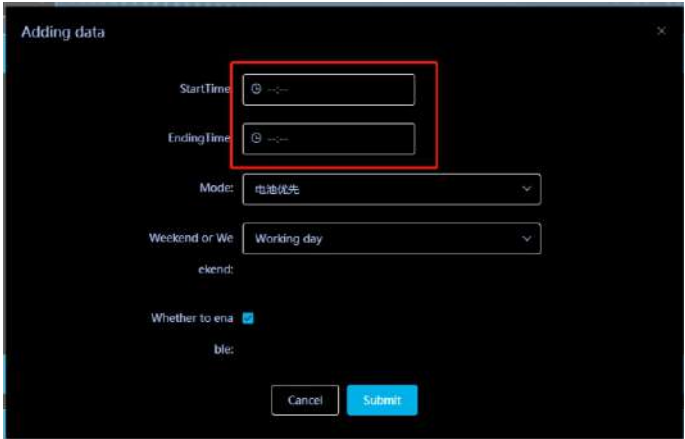 Adding data
StartTime
--:--
EndingTime
--:--
Mode:
电池优先
Weekend or We
Working day
ekend:
Whether to ena
ble:
Cancel
Submit